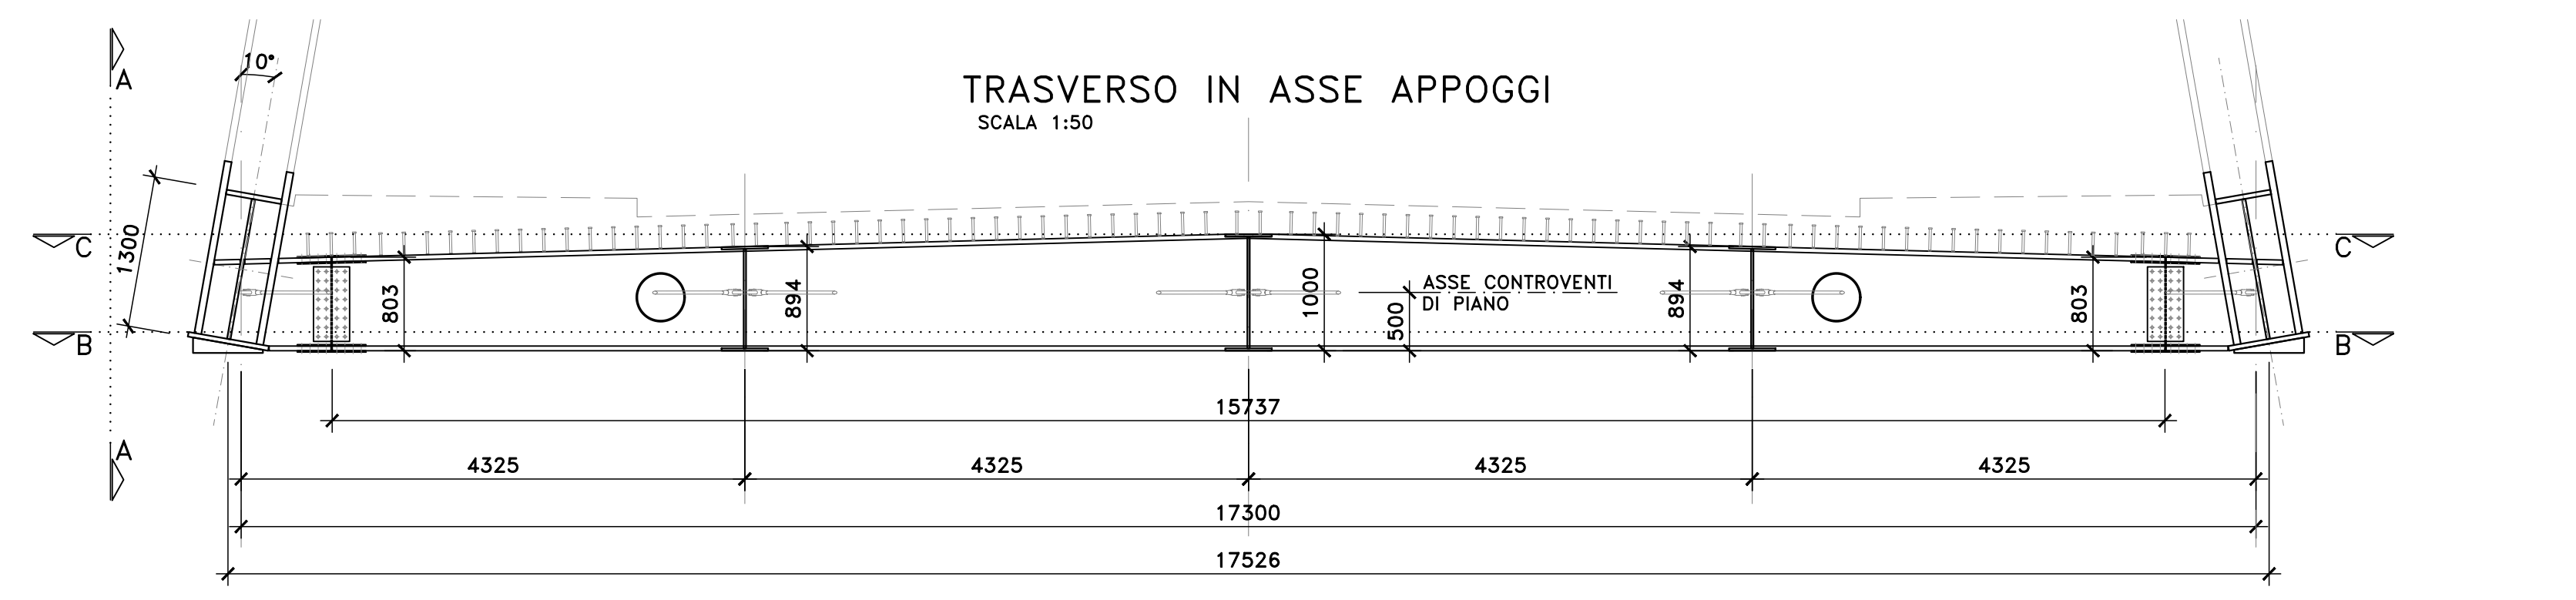 TRASVERSO IN ASSE APPOGGI
SCALA 1:50
A
10°
1300
C
C
B
B
803
894
1000
ASSE CONTROVENTI
DI PIANO
500
894
803
A
15737
4325
4325
4325
4325
17300
17526